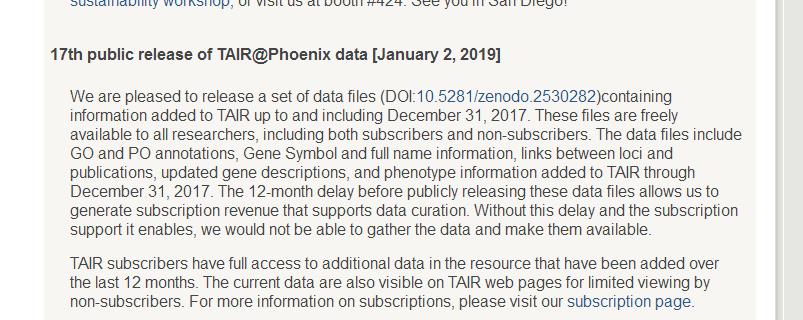 sustainability workshop, or visit us at booth #424. See you in San Diego!
17th public release of TAIR@Phoenix data [January 2, 2019]
We are pleased to release a set of data files (DOI:10.5281/zenodo.2530282)containing
information added to TAIR up to and including December 31, 2017. These files are freely
available to all researchers, including both subscribers and non-subscribers. The data files include
GO and PO annotations, Gene Symbol and full name information, links between loci and
publications, updated gene descriptions, and phenotype information added to TAIR through
December 31, 2017. The 12-month delay before publicly releasing these data files allows us to
generate subscription revenue that supports data curation. Without this delay and the subscription
support it enables, we would not be able to gather the data and make them available.
TAIR subscribers have full access to additional data in the resource that have been added over
the last 12 months. The current data are also visible on TAIR web pages for limited viewing by
non-subscribers. For more information on subscriptions, please visit our subscription page.